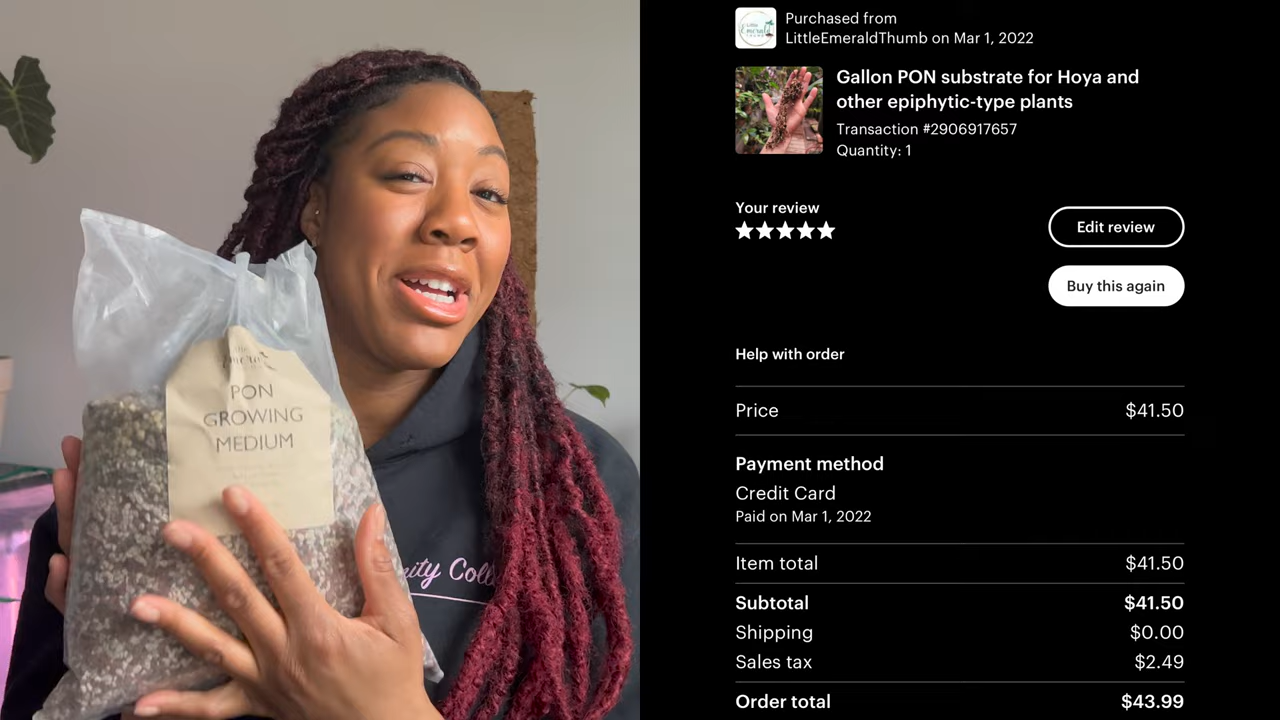 Emerald
PON
GROWING
MEDIUM
nity Coll
Purchased from
LittleEmeraldThumb on Mar 1, 2022
Gallon PON substrate for Hoya and
other epiphytic-type plants
Transaction #2906917657
Quantity: 1
Your review
Edit review
Buy this again
Help with order
Price $41.50
Payment method
Credit Card
Paid on Mar 1, 2022
Item total $41.50
Subtotal $41.50
Shipping $0.00
Sales tax $2.49
Order total $43.99